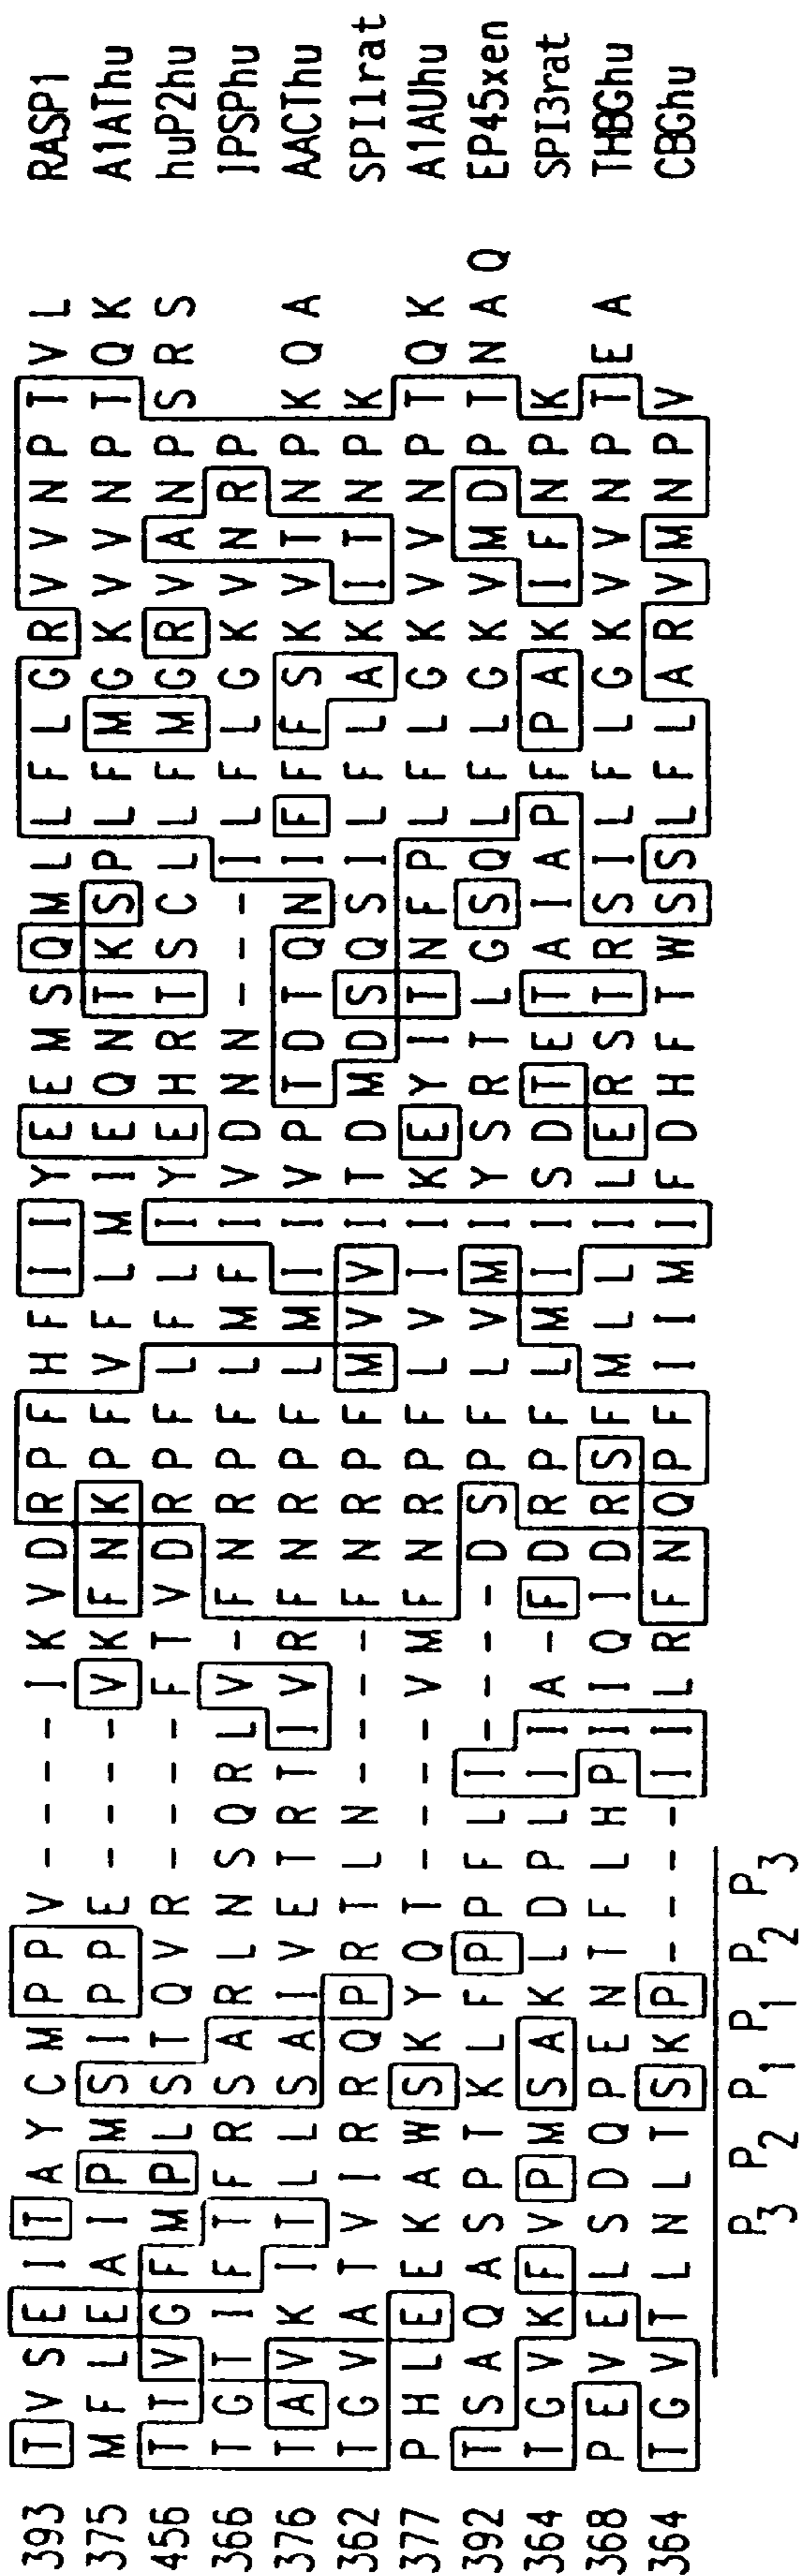 393 T V S E I T A Y C M P P V - - - - I K V D R P F H F I I Y E E M S Q M L L F L G R V V N P T V L RASP1
375 M F L E A I P M S I P P E - - - - V K F N K P F V F L M I E Q N T K S P L F M G K V V N P T Q K A1AThu
456 T T V G F M P L S T Q V R - - - - F T V D R P F L F L I Y E H R T S C L L F M G R V A N P S R S huP2hu
366 T G T I F T F R S A R L N S Q R L V - F N R P F L M F I V D N N - - - I L F L G K V N R P IPSPhu
376 T A V K I T L L S A I V E T R T I V R F N R P F L M I I V P T D T Q N I F F F S K V T N P K Q A AACThu
362 T G V A T V I R R Q P R T L N - - - - F N R P F M V V I T D M D S Q S I L F L A K I T N P K SPI1rat
377 P H L E E K A W S K Y Q T - - - - V M F N R P F L V I I K E Y I T N F P L F L G K V V N P T Q K A1AUhu
392 T S A Q A S P T K L F P P F L I - - - - D S P F L V M I Y S R T L G S Q L F L G K V M D P T N A Q EP45xen
364 T G V K F V P M S A K L D P L I I A - F D R P F L M I I S D T E T A I A P F P A K I F N P K SPI3rat
368 P E V E L S D Q P E N T F L H P I I Q I D R S F M L L I L E R S T R S I L F L G K V V N P T E A THBGhu
364 T G V T L N L T S K P - - - - I I L R F N Q P F I I M I F D H F T W S S L F L A R V M N P V CBGhu
P3 P2 P1 P1 P2 P3